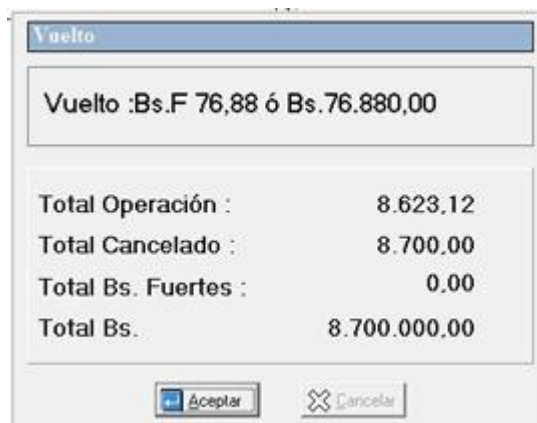 Vuelto
Vuelto :Bs.F 76,88 ó Bs.76.880,00
Total Operación : 8.623,12
Total Cancelado : 8.700,00
Total Bs. Fuertes : 0,00
Total Bs. 8.700.000,00
Aceptar Cancelar